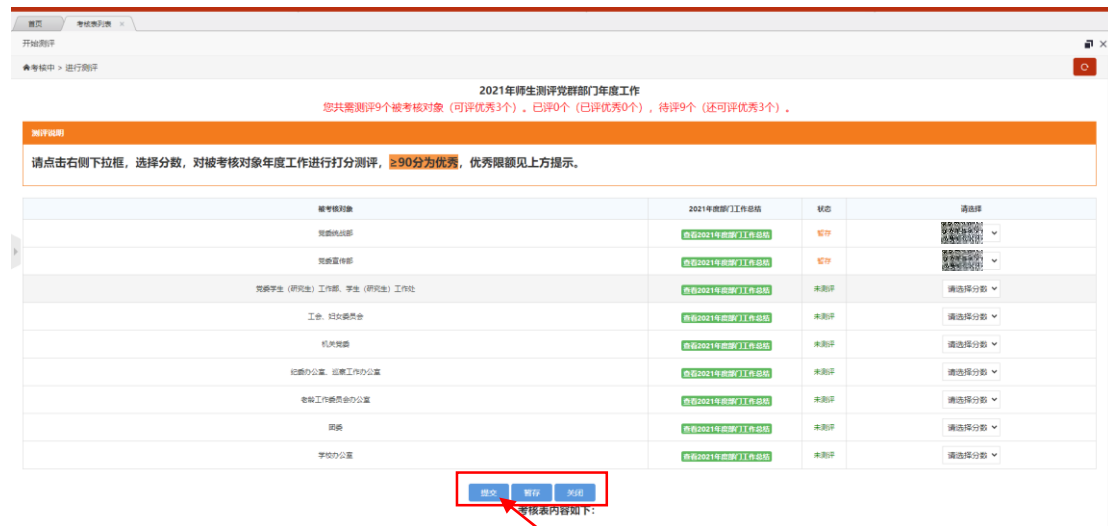 首页 考核表列表 ×
开始测评
考核中 > 进行测评
2021年师生测评党群部门年度工作
您共需测评9个被考核对象（可评优秀3个）。已评0个（已评优秀0个），待评9个（还可评优秀3个）。
测评说明
请点击右侧下拉框，选择分数，对被考核对象年度工作进行打分测评，≥90分为优秀，优秀限额见上方提示。
被考核对象 2021年度部门工作总结 状态 请选择
党委统战部 查看2021年度部门工作总结 暂存
党委宣传部 查看2021年度部门工作总结 暂存
党委学生（研究生）工作部、学生（研究生）工作处 查看2021年度部门工作总结 未测评 请选择分数
工会、妇女委员会 查看2021年度部门工作总结 未测评 请选择分数
机关党委 查看2021年度部门工作总结 未测评 请选择分数
纪委办公室、巡察工作办公室 查看2021年度部门工作总结 未测评 请选择分数
老龄工作委员会办公室 查看2021年度部门工作总结 未测评 请选择分数
团委 查看2021年度部门工作总结 未测评 请选择分数
学校办公室 查看2021年度部门工作总结 未测评 请选择分数
提交 暂存 关闭
考核表内容如下：